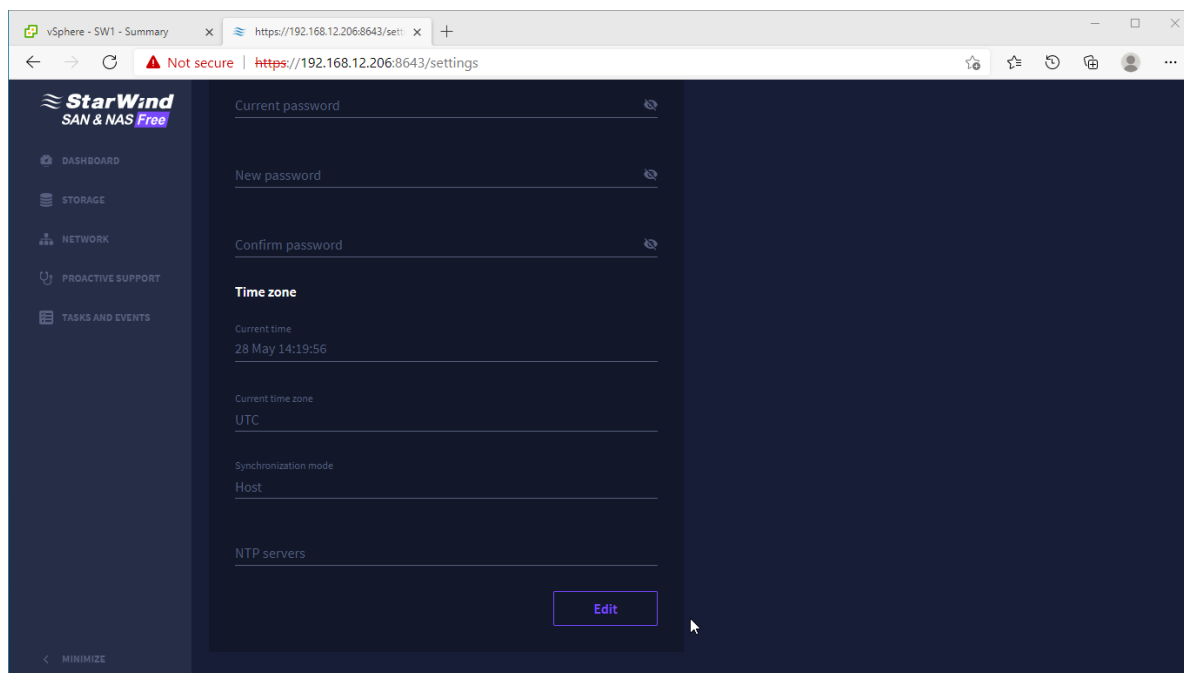 vSphere - SW1 - Summary
https://192.168.12.206:8643/sett
Not secure
https://192.168.12.206:8643/settings
StarWind
SAN & NAS Free
DASHBOARD
STORAGE
NETWORK
PROACTIVE SUPPORT
TASKS AND EVENTS
MINIMIZE
Current password
New password
Confirm password
Time zone
Current time
28 May 14:19:56
Current time zone
UTC
Synchronization mode
Host
NTP servers
Edit